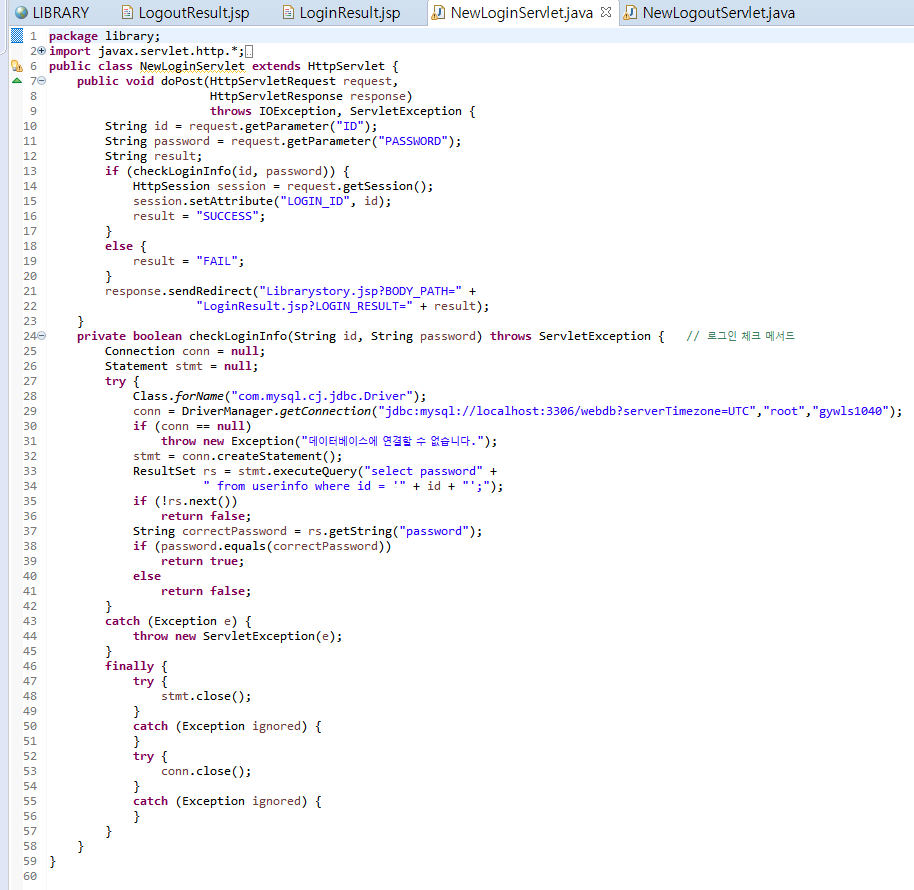 LIBRARY LogoutResult.jsp LoginResult.jsp NewLoginServlet.java NewLogoutServlet.java
1 package library;
2 import javax.servlet.http.*;
6 public class NewLoginServlet extends HttpServlet {
7 public void doPost(HttpServletRequest request,
8 HttpServletResponse response)
9 throws IOException, ServletException {
10 String id = request.getParameter("ID");
11 String password = request.getParameter("PASSWORD");
12 String result;
13 if (checkLoginInfo(id, password)) {
14 HttpSession session = request.getSession();
15 session.setAttribute("LOGIN_ID", id);
16 result = "SUCCESS";
17 }
18 else {
19 result = "FAIL";
20 }
21 response.sendRedirect("Librarystory.jsp?BODY_PATH=" +
22 "LoginResult.jsp?LOGIN_RESULT=" + result);
23 }
24 private boolean checkLoginInfo(String id, String password) throws ServletException { // 로그인 체크 메서드
25 Connection conn = null;
26 Statement stmt = null;
27 try {
28 Class.forName("com.mysql.cj.jdbc.Driver");
29 conn = DriverManager.getConnection("jdbc:mysql://localhost:3306/webdb?serverTimezone=UTC","root","gywls1040");
30 if (conn == null)
31 throw new Exception("데이터베이스에 연결할 수 없습니다.");
32 stmt = conn.createStatement();
33 ResultSet rs = stmt.executeQuery("select password" +
34 " from userinfo where id = '" + id + "';");
35 if (!rs.next())
36 return false;
37 String correctPassword = rs.getString("password");
38 if (password.equals(correctPassword))
39 return true;
40 else
41 return false;
42 }
43 catch (Exception e) {
44 throw new ServletException(e);
45 }
46 finally {
47 try {
48 stmt.close();
49 }
50 catch (Exception ignored) {
51 }
52 try {
53 conn.close();
54 }
55 catch (Exception ignored) {
56 }
57 }
58 }
59 }
60